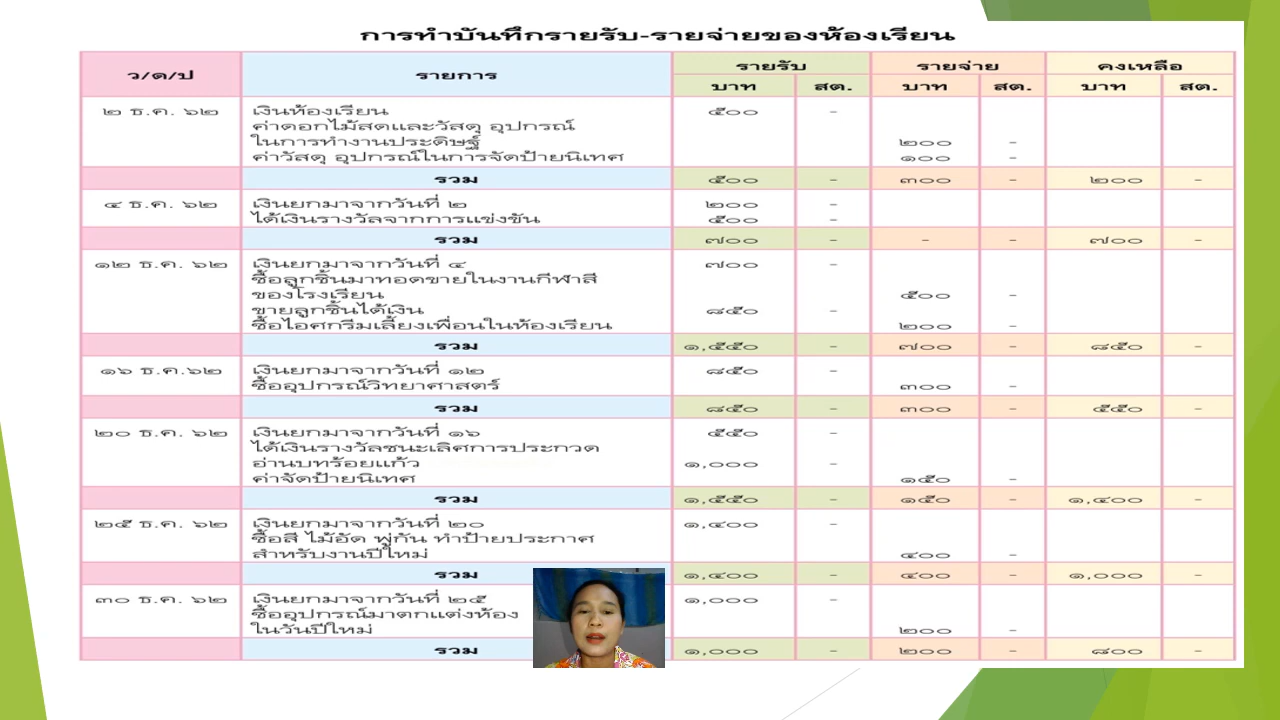 การทำบันทึกรายรับ-รายจ่ายของห้องเรียน
ว/ด/ป รายการ รายรับ รายจ่าย คงเหลือ
บาท สต. บาท สต. บาท สต.
๒ ธ.ค. ๖๒ เงินห้องเรียน ๕๐๐ -
ค่าดอกไม้สดและวัสดุ อุปกรณ์
ในการทำงานประดิษฐ์ ๒๐๐ -
ค่าวัสดุ อุปกรณ์ในการจัดป้ายนิเทศ ๑๐๐ -
รวม ๕๐๐ - ๓๐๐ - ๒๐๐ -
๔ ธ.ค. ๖๒ เงินยกมาจากวันที่ ๒ ๒๐๐ -
ได้เงินรางวัลจากการแข่งขัน ๕๐๐ -
รวม ๗๐๐ - - - ๗๐๐ -
๑๒ ธ.ค. ๖๒ เงินยกมาจากวันที่ ๔ ๗๐๐ -
ซื้อลูกชิ้นมาทอดขายในงานกีฬาสี
ของโรงเรียน ๕๐๐ -
ขายลูกชิ้นได้เงิน ๘๕๐ -
ซื้อไอศกรีมเลี้ยงเพื่อนในห้องเรียน ๒๐๐ -
รวม ๑,๕๕๐ - ๗๐๐ - ๘๕๐ -
๑๖ ธ.ค.๖๒ เงินยกมาจากวันที่ ๑๒ ๘๕๐ -
ซื้ออุปกรณ์วิทยาศาสตร์ ๓๐๐ -
รวม ๘๕๐ - ๓๐๐ - ๕๕๐ -
๒๐ ธ.ค. ๖๒ เงินยกมาจากวันที่ ๑๖ ๕๕๐ -
ได้เงินรางวัลชนะเลิศการประกวด
อ่านบทร้อยแก้ว ๑,๐๐๐ -
ค่าจัดป้ายนิเทศ ๑๕๐ -
รวม ๑,๕๕๐ - ๑๕๐ - ๑,๔๐๐ -
๒๕ ธ.ค. ๖๒ เงินยกมาจากวันที่ ๒๐ ๑,๔๐๐ -
ซื้อสี ไม้อัด พู่กัน ทำป้ายประกาศ
สำหรับงานปีใหม่ ๔๐๐ -
รวม ๑,๔๐๐ - ๔๐๐ - ๑,๐๐๐ -
๓๐ ธ.ค. ๖๒ เงินยกมาจากวันที่ ๒๕ ๑,๐๐๐ -
ซื้ออุปกรณ์มาตกแต่งห้อง
ในวันปีใหม่ ๒๐๐ -
รวม ๑,๐๐๐ - ๒๐๐ - ๘๐๐ -